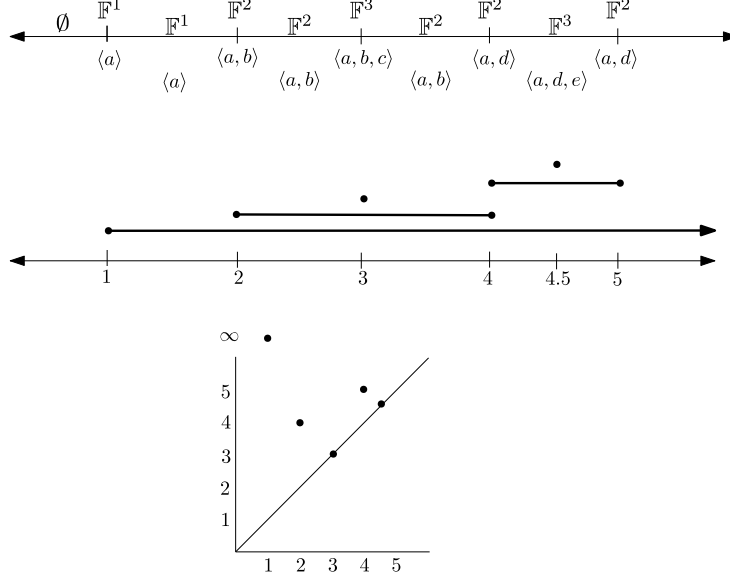 𝔽¹ 𝔽² 𝔽³ 𝔽² 𝔽²
∅ 𝔽¹ 𝔽² 𝔽² 𝔽³
⟨a⟩ ⟨a, b⟩ ⟨a, b, c⟩ ⟨a, d⟩ ⟨a, d⟩
⟨a⟩ ⟨a, b⟩ ⟨a, b⟩ ⟨a, d, e⟩
1 2 3 4 4.5 5
∞
5
4
3
2
1
1 2 3 4 5